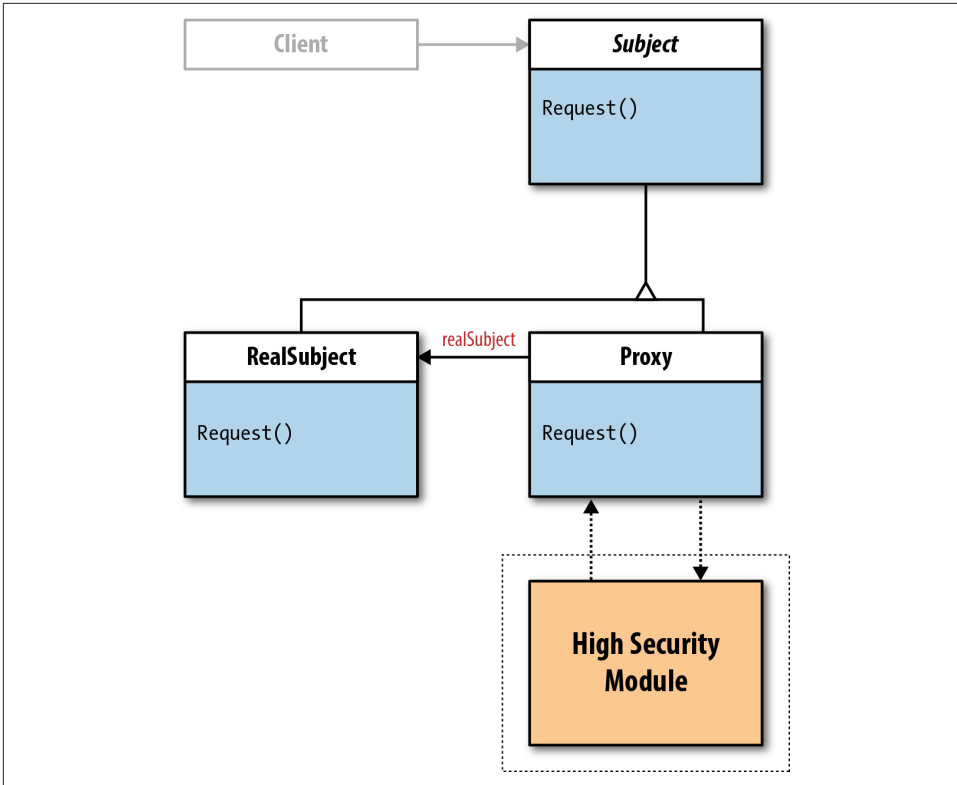 Client
Subject
Request()
realSubject
RealSubject
Proxy
Request()
Request()
High Security
Module